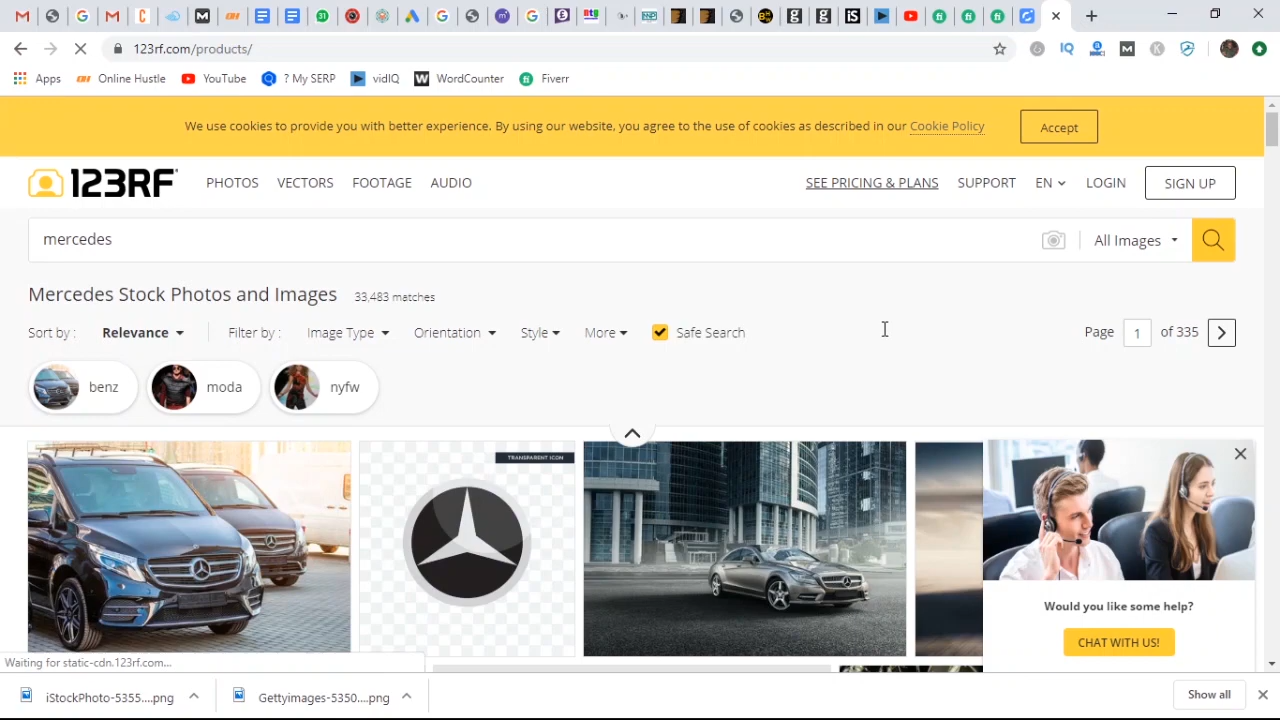 123rf.com/products/
Apps Online Hustle YouTube ? My SERP vidIQ WordCounter Fiverr
We use cookies to provide you with better experience. By using our website, you agree to the use of cookies as described in our Cookie Policy
Accept
123RF PHOTOS VECTORS FOOTAGE AUDIO SEE PRICING & PLANS SUPPORT EN LOGIN SIGN UP
mercedes All Images
Mercedes Stock Photos and Images 33,483 matches
Sort by : Relevance Filter by : Image Type Orientation Style More Safe Search Page 1 of 335
benz moda nyfw
TRANSPARENT ICON
Would you like some help?
CHAT WITH US!
Waiting for static-cdn.123rf.com...
iStockPhoto-5355....png Gettyimages-5350....png Show all